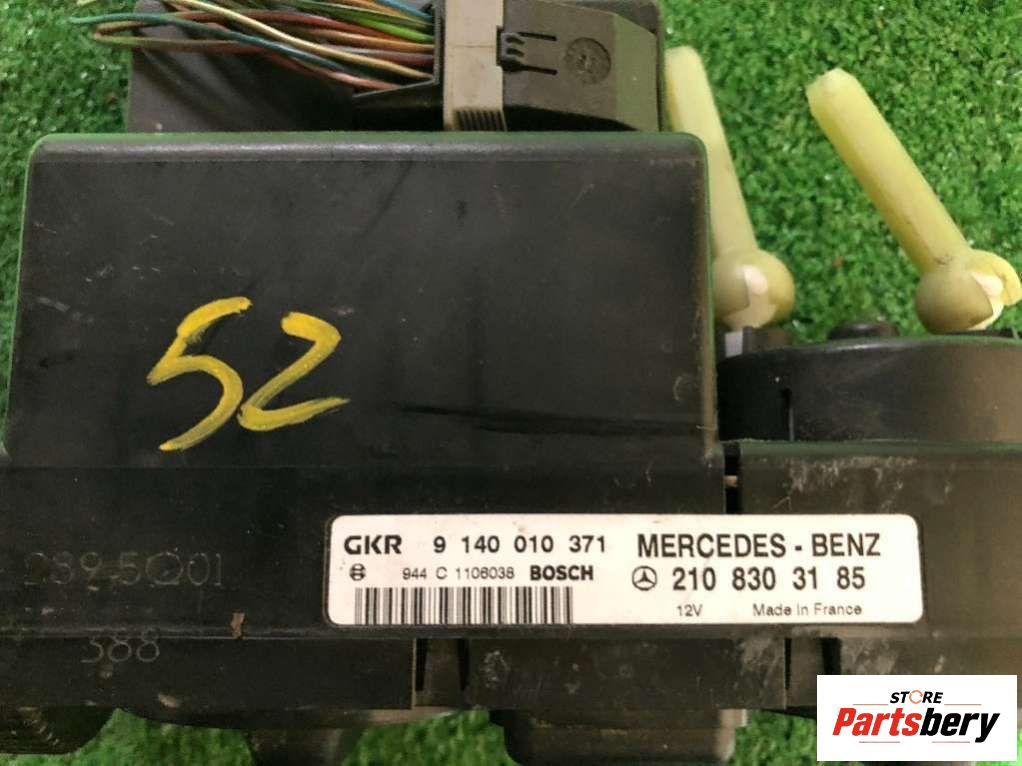 52
GKR 9 140 010 371 MERCEDES - BENZ
944 C 1106038 BOSCH 210 830 31 85
12V Made in France
388
STORE
Partsbery